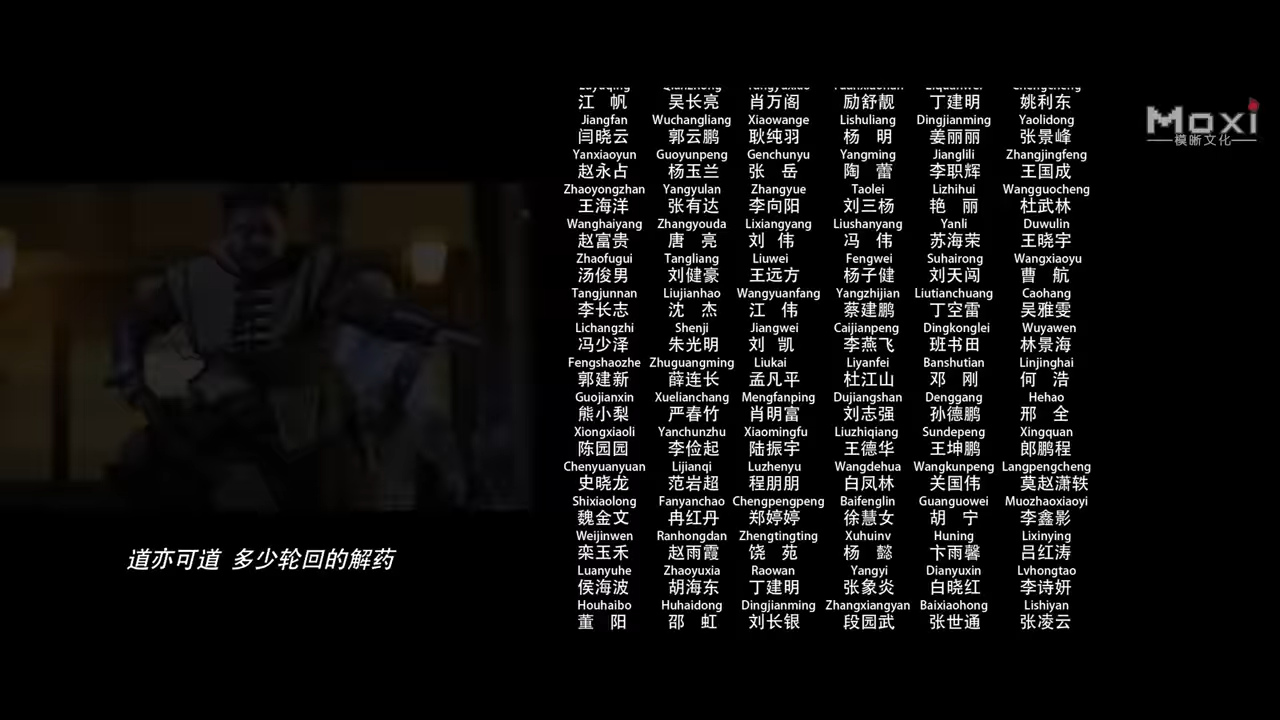 江 帆 吴长亮 肖万阁 励舒靓 丁建明 姚利东
Jiangfan Wuchangliang Xiaowange Lishuliang Dingjianming Yaolidong
闫晓云 郭云鹏 耿纯羽 杨 明 姜丽丽 张景峰
Yanxiaoyun Guoyunpeng Genchunyu Yangming Jianglili Zhangjingfeng
赵永占 杨玉兰 张 岳 陶 蕾 李职辉 王国成
Zhaoyongzhan Yangyulan Zhangyue Taolei Lizhihui Wangguocheng
王海洋 张有达 李向阳 刘三杨 艳 丽 杜武林
Wanghaiyang Zhangyouda Lixiangyang Liushanyang Yanli Duwulin
赵富贵 唐 亮 刘 伟 冯 伟 苏海荣 王晓宇
Zhaofugui Tangliang Liuwei Fengwei Suhairong Wangxiaoyu
汤俊男 刘健豪 王远方 杨子健 刘天闯 曹 航
Tangjunnan Liujianhao Wangyuanfang Yangzhijian Liutianchuang Caohang
李长志 沈 杰 江 伟 蔡建鹏 丁空雷 吴雅雯
Lichangzhi Shenji Jiangwei Caijianpeng Dingkonglei Wuyawen
冯少泽 朱光明 刘 凯 李燕飞 班书田 林景海
Fengshaozhe Zhuguangming Liukai Liyanfei Banshutian Linjinghai
郭建新 薛连长 孟凡平 杜江山 邓 刚 何 浩
Guojianxin Xuelianchang Mengfanping Dujiangshan Denggang Hehao
熊小梨 严春竹 肖明富 刘志强 孙德鹏 邢 全
Xiongxiaoli Yanchunzhu Xiaomingfu Liuzhiqiang Sundepeng Xingquan
陈园园 李俭起 陆振宇 王德华 王坤鹏 郎鹏程
Chenyuanyuan Lijianqi Luzhenyu Wangdehua Wangkunpeng Langpengcheng
史晓龙 范岩超 程朋朋 白凤林 关国伟 莫赵潇轶
Shixiaolong Fanyanchao Chengpengpeng Baifenglin Guanguowei Muozhaoxiaoyi
魏金文 冉红丹 郑婷婷 徐慧女 胡 宁 李鑫影
Weijinwen Ranhongdan Zhengtingting Xuhuinv Huning Lixinying
栾玉禾 赵雨霞 饶 苑 杨 懿 卞雨馨 吕红涛
Luanyuhe Zhaoyuxia Raowan Yangyi Dianyuxin Lvhongtao
侯海波 胡海东 丁建明 张象炎 白晓红 李诗妍
Houhaibo Huhaidong Dingjianming Zhangxiangyan Baixiaohong Lishiyan
董 阳 邵 虹 刘长银 段园武 张世通 张凌云
Moxi
模晰文化
道亦可道 多少轮回的解药